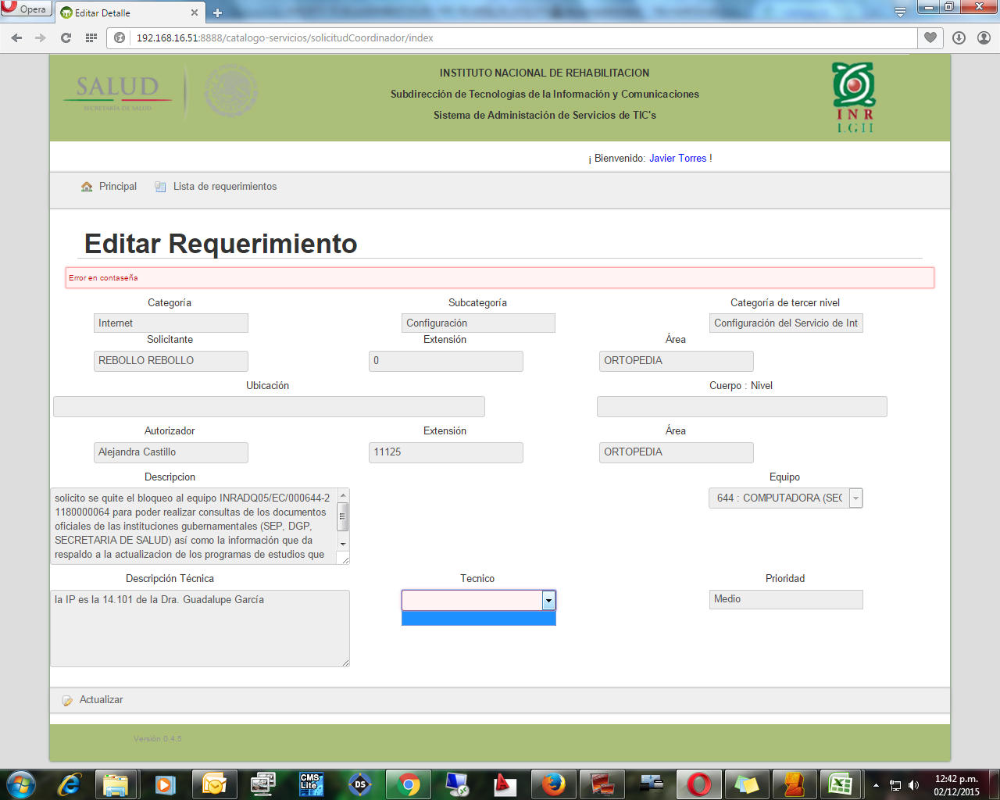 Opera
Editar Detalle
192.168.16.51:8888/catalogo-servicios/solicitudCoordinador/index
SALUD
SECRETARÍA DE SALUD
INSTITUTO NACIONAL DE REHABILITACION
Subdirección de Tecnologías de la Información y Comunicaciones
Sistema de Administación de Servicios de TIC's
INR
LGII
¡ Bienvenido: Javier Torres !
Principal
Lista de requerimientos
Editar Requerimiento
Error en contaseña
Categoría
Subcategoría
Categoría de tercer nivel
Internet
Configuración
Configuración del Servicio de Int
Solicitante
Extensión
Área
REBOLLO REBOLLO
0
ORTOPEDIA
Ubicación
Cuerpo : Nivel
Autorizador
Extensión
Área
Alejandra Castillo
11125
ORTOPEDIA
Descripcion
Equipo
solicito se quite el bloqueo al equipo INRADQ05/EC/000644-2
1180000064 para poder realizar consultas de los documentos
oficiales de las instituciones gubernamentales (SEP, DGP,
SECRETARIA DE SALUD) así como la información que da
respaldo a la actualizacion de los programas de estudios que
644 : COMPUTADORA (SEC
Descripción Técnica
Tecnico
Prioridad
la IP es la 14.101 de la Dra. Guadalupe García
Medio
Actualizar
Versión 0.4.5
CMS
Lite
DS
12:42 p.m.
02/12/2015